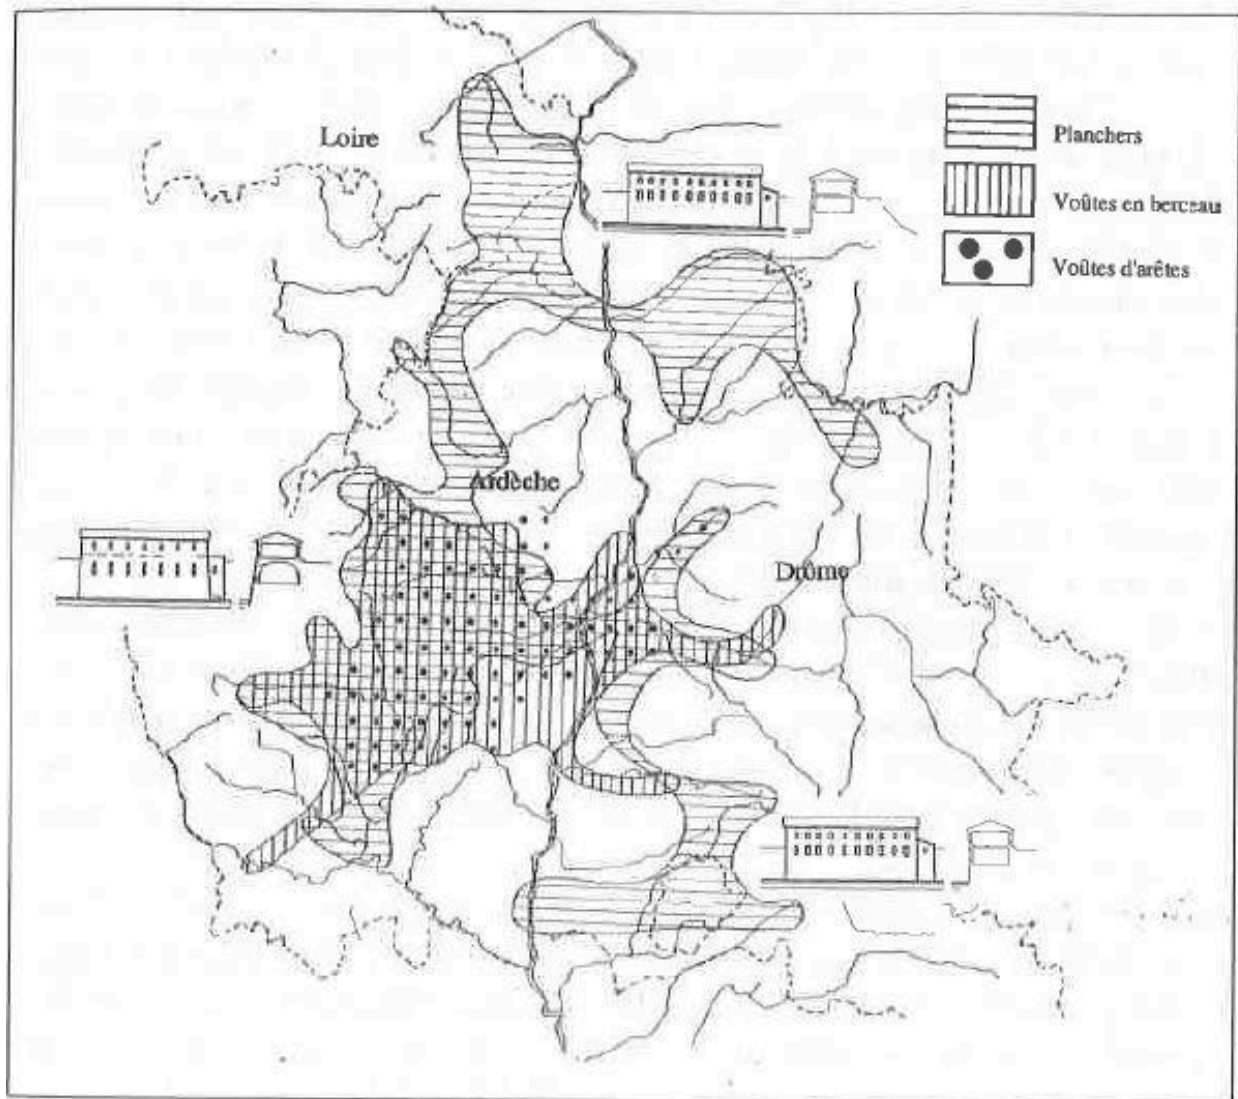 Loire
Planchers
Voûtes en berceau
Voûtes d'arêtes
Ardèche
Drôme